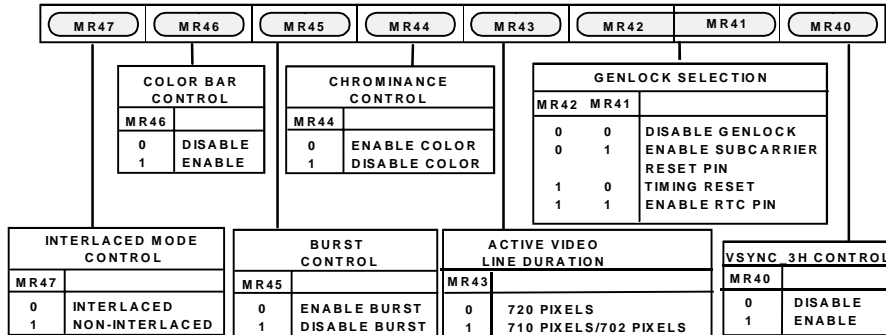 MR47 MR46 MR45 MR44 MR43 MR42 MR41 MR40
COLOR BAR
CONTROL
MR46
0 DISABLE
1 ENABLE
CHROMINANCE
CONTROL
MR44
0 ENABLE COLOR
1 DISABLE COLOR
GENLOCK SELECTION
MR42 MR41
0 0 DISABLE GENLOCK
0 1 ENABLE SUBCARRIER
RESET PIN
1 0 TIMING RESET
1 1 ENABLE RTC PIN
INTERLACED MODE
CONTROL
MR47
0 INTERLACED
1 NON-INTERLACED
BURST
CONTROL
MR45
0 ENABLE BURST
1 DISABLE BURST
ACTIVE VIDEO
LINE DURATION
MR43
0 720 PIXELS
1 710 PIXELS/702 PIXELS
VSYNC_3H CONTROL
MR40
0 DISABLE
1 ENABLE